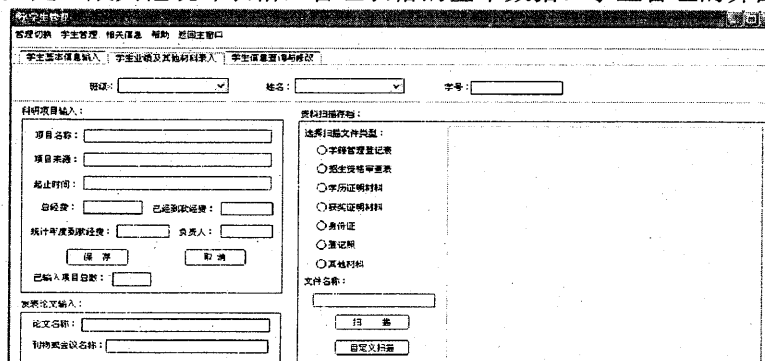 学生管理
管理切换 学生管理 相关信息 帮助 返回主窗口
学生基本信息输入 学生业绩及其他材料录入 学生信息查询与修改
班级： 姓名： 学号：
科研项目输入：
项目名称：
项目来源：
起止时间：
总经费： 已经到款经费：
统计年度到款经费： 负责人：
保 存 取 消
已输入项目总数：
发表论文输入：
论文名称：
刊物或会议名称：
资料扫描存档：
选择扫描文件类型：
学籍管理登记表
招生资格审查表
学历证明材料
获奖证明材料
身份证
登记照
其他材料
文件名称：
扫 描
自定义扫描